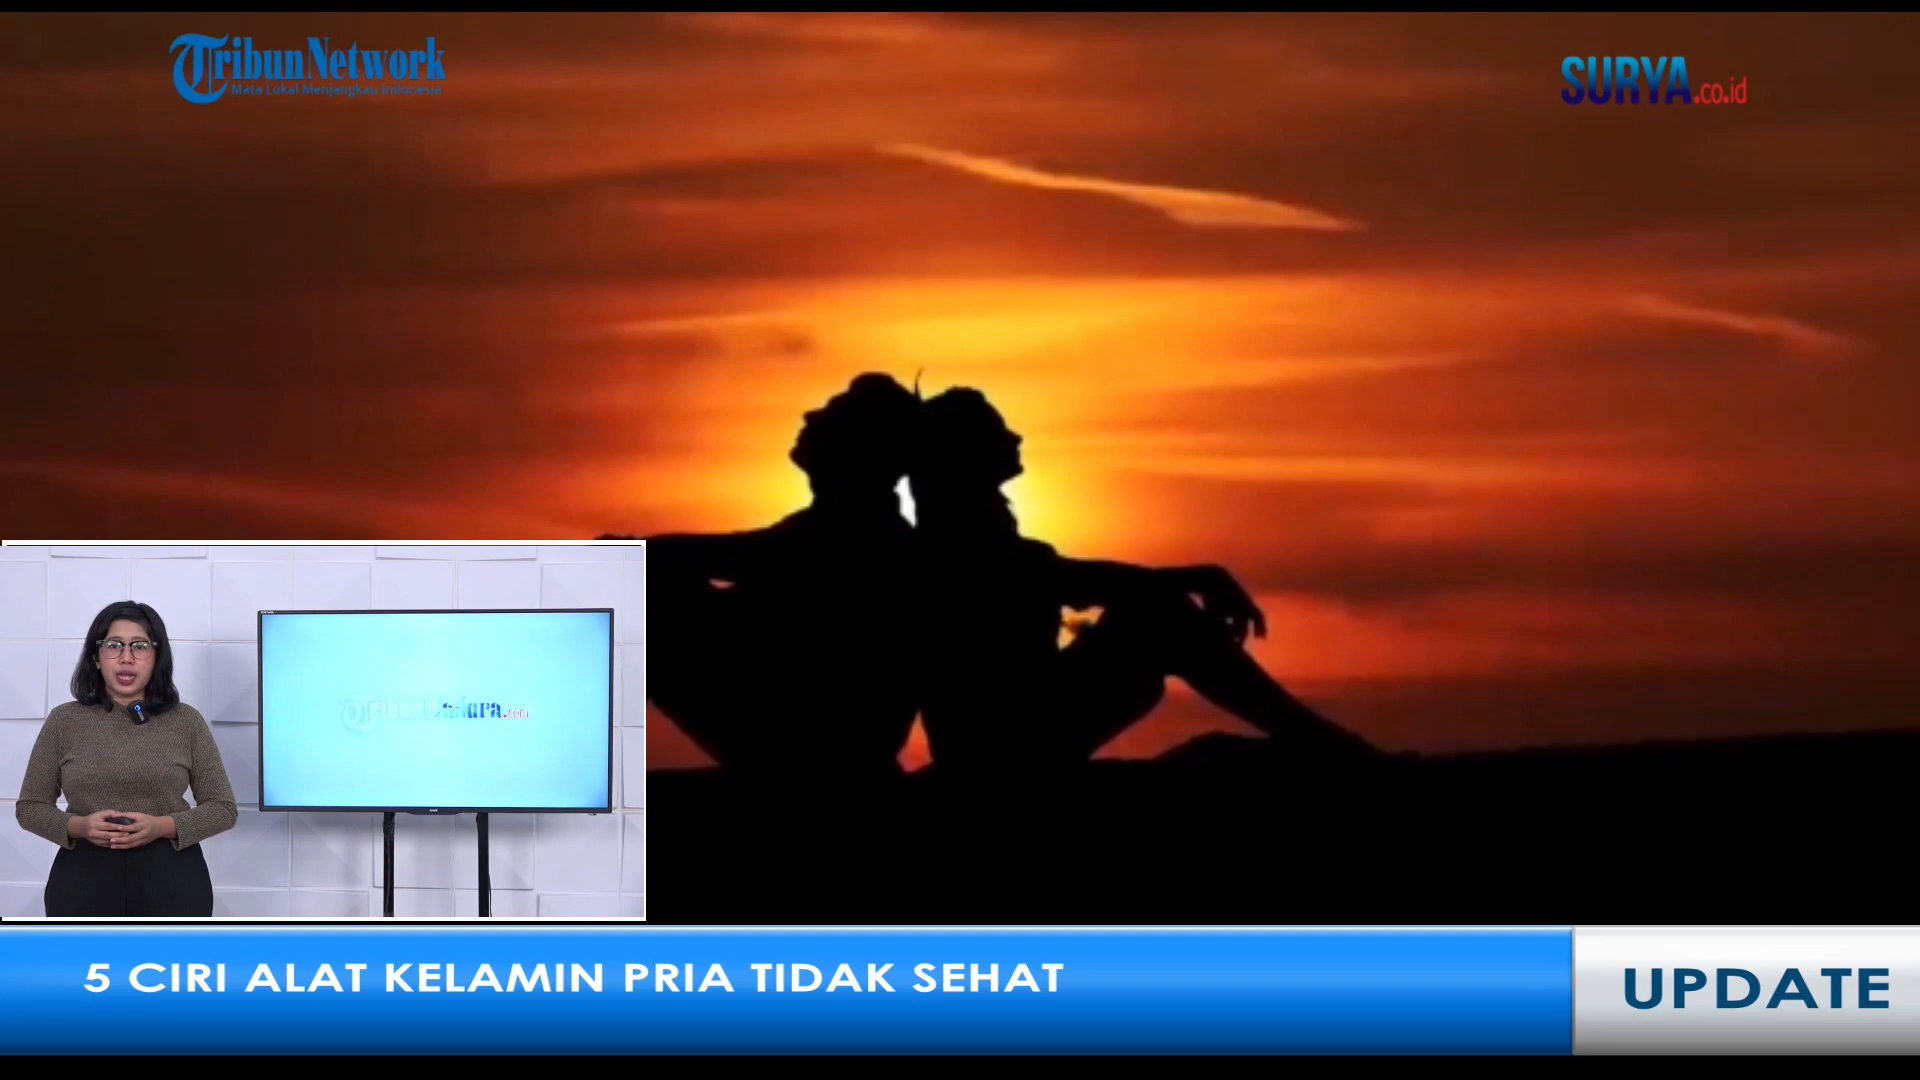 TribunNetwork
Mata Lokal Menjangkau Indonesia
SURYA.co.id
5 CIRI ALAT KELAMIN PRIA TIDAK SEHAT
UPDATE